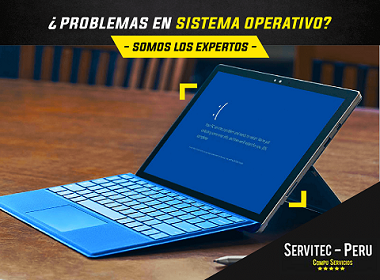 ¿PROBLEMAS EN SISTEMA OPERATIVO?
- SOMOS LOS EXPERTOS -
:(
SERVITEC - PERU
COMPU SERVICIOS